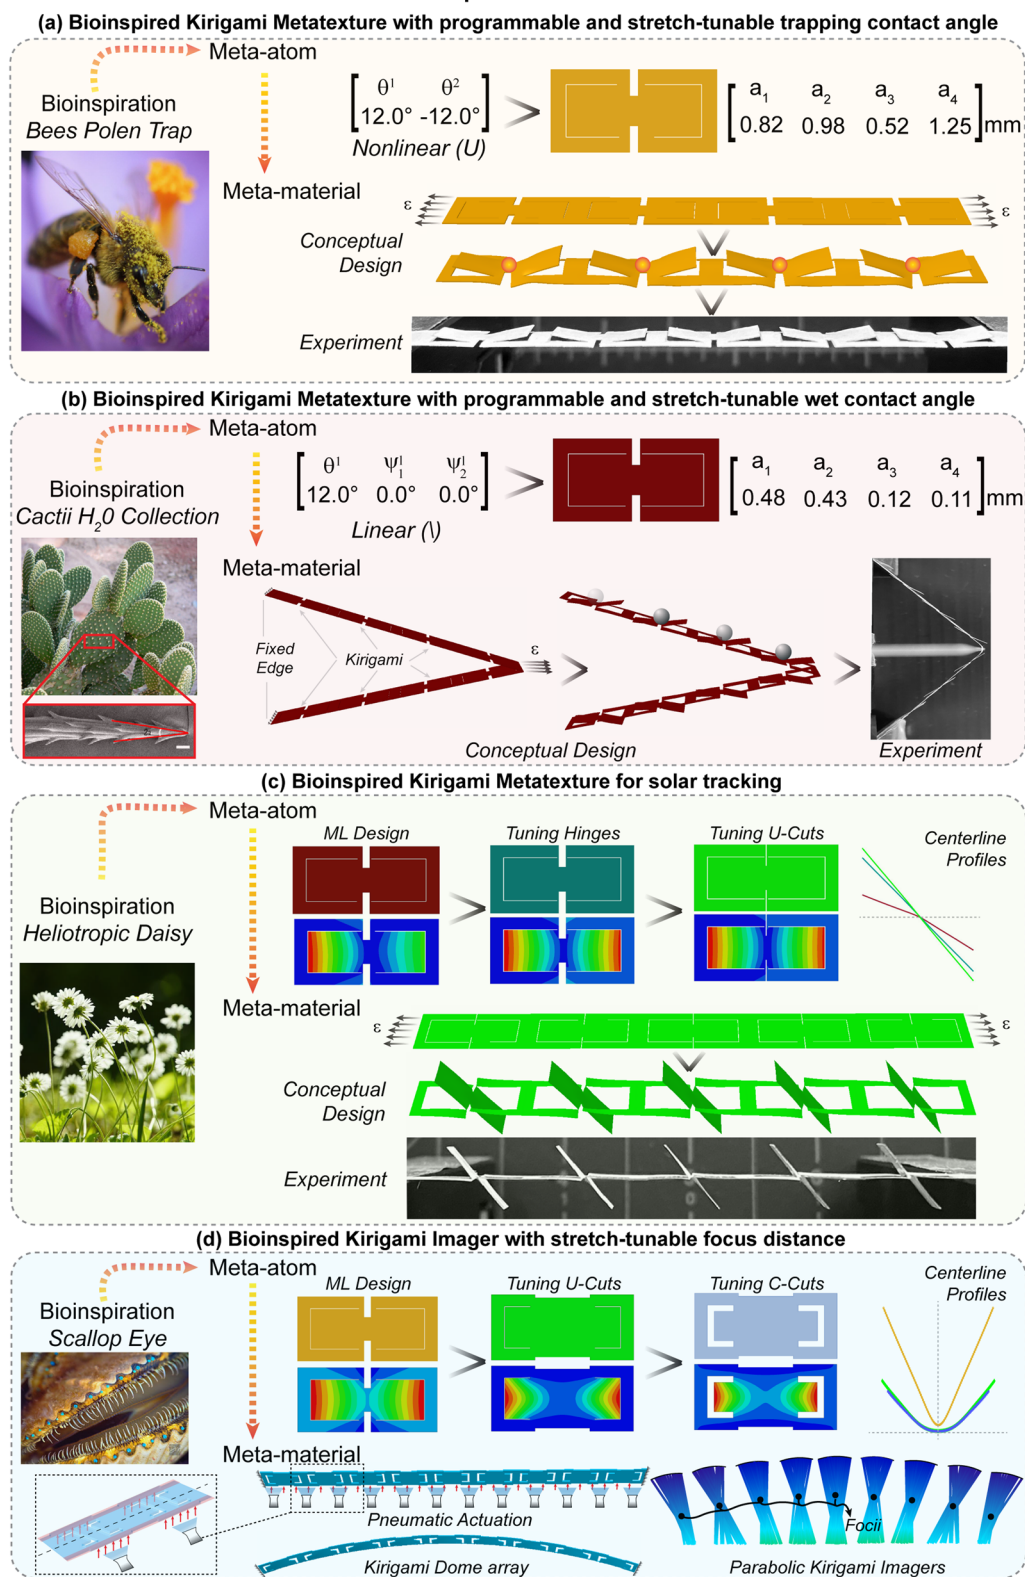 (a) Bioinspired Kirigami Metatexture with programmable and stretch-tunable trapping contact angle
Meta-atom
Bioinspiration
Bees Polen Trap
θ¹ θ²
12.0° -12.0°
Nonlinear (U)
a₁ a₂ a₃ a₄
0.82 0.98 0.52 1.25
mm
Meta-material
ε
ε
Conceptual
Design
Experiment
(b) Bioinspired Kirigami Metatexture with programmable and stretch-tunable wet contact angle
Meta-atom
Bioinspiration
Cactii H₂0 Collection
θ¹ ψ₁¹ ψ₂¹
12.0° 0.0° 0.0°
Linear (\)
a₁ a₂ a₃ a₄
0.48 0.43 0.12 0.11
mm
Meta-material
Fixed
Edge
Kirigami
ε
Conceptual Design
Experiment
(c) Bioinspired Kirigami Metatexture for solar tracking
Meta-atom
Bioinspiration
Heliotropic Daisy
ML Design
Tuning Hinges
Tuning U-Cuts
Centerline
Profiles
Meta-material
ε
ε
Conceptual
Design
Experiment
(d) Bioinspired Kirigami Imager with stretch-tunable focus distance
Meta-atom
Bioinspiration
Scallop Eye
ML Design
Tuning U-Cuts
Tuning C-Cuts
Centerline
Profiles
Meta-material
Pneumatic Actuation
Kirigami Dome array
Focii
Parabolic Kirigami Imagers